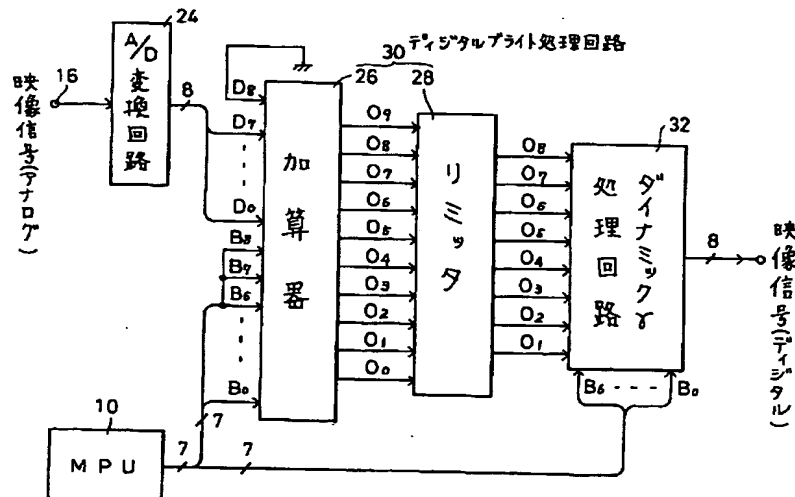 24
A/D変換回路
16
映像信号(アナログ)
8
30 ディジタルブライト処理回路
26
28
D8
D7
D0
B8
B7
B6
B0
加算器
O9
O8
O7
O6
O5
O4
O3
O2
O1
O0
リミッタ
O8
O7
O6
O5
O4
O3
O2
O1
32
ダイナミックγ処理回路
8
映像信号(ディジタル)
B6
B0
10
MPU
7
7
7